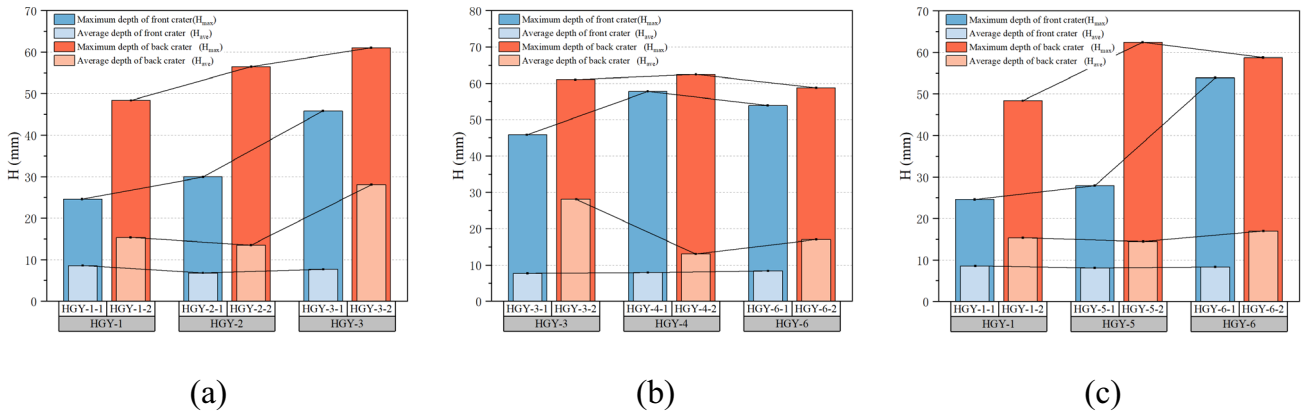 Maximum depth of front crater(Hmax)
Average depth of front crater (Have)
Maximum depth of back crater (Hmax)
Average depth of back crater (Have)
H (mm)
70
60
50
40
30
20
10
0
HGY-1-1 HGY-1-2 HGY-2-1 HGY-2-2 HGY-3-1 HGY-3-2
HGY-1 HGY-2 HGY-3
(a)
Maximum depth of front crater(Hmax)
Average depth of front crater (Have)
Maximum depth of back crater (Hmax)
Average depth of back crater (Have)
H (mm)
80
70
60
50
40
30
20
10
0
HGY-3-1 HGY-3-2 HGY-4-1 HGY-4-2 HGY-6-1 HGY-6-2
HGY-3 HGY-4 HGY-6
(b)
Maximum depth of front crater(Hmax)
Average depth of front crater (Have)
Maximum depth of back crater (Hmax)
Average depth of back crater (Have)
H (mm)
70
60
50
40
30
20
10
0
HGY-1-1 HGY-1-2 HGY-5-1 HGY-5-2 HGY-6-1 HGY-6-2
HGY-1 HGY-5 HGY-6
(c)